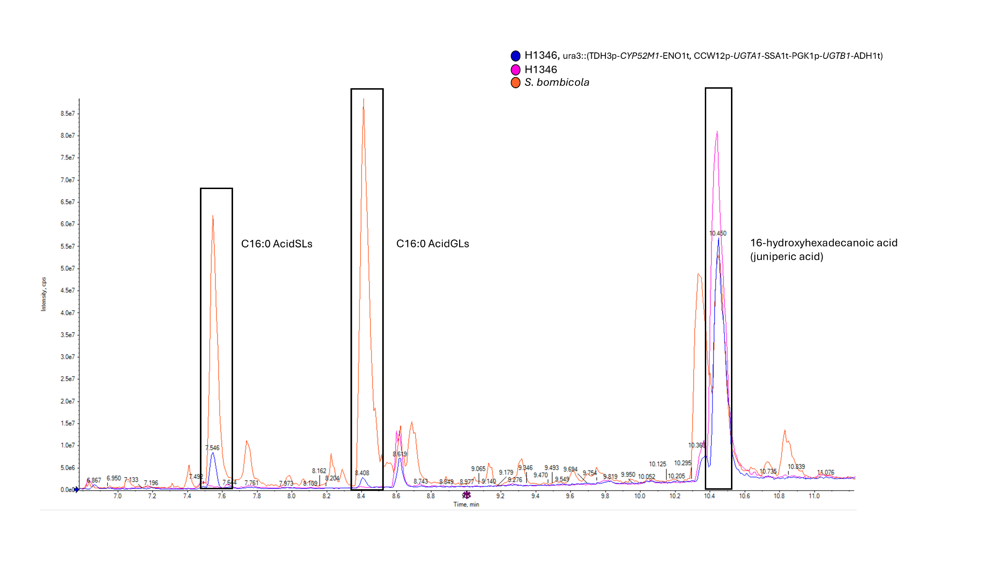 H1346, ura3::(TDH3p-CYP52M1-ENO1t, CCW12p-UGTA1-SSA1t-PGK1p-UGTB1-ADH1t)
H1346
S. bombicola
8.5e7
8.0e7
7.5e7
7.0e7
6.5e7
6.0e7
5.5e7
5.0e7
4.5e7
4.0e7
3.5e7
3.0e7
2.5e7
2.0e7
1.5e7
1.0e7
5.0e6
0.0e0
Intensity, cps
C16:0 AcidSLs
C16:0 AcidGLs
16-hydroxyhexadecanoic acid
(juniperic acid)
6.867
6.950
7.133
7.196
7.492
7.546
7.644
7.761
7.973
8.109
8.162
8.204
8.408
8.619
8.743
8.849
8.977
9.065
9.140
9.179
9.276
9.346
9.470
9.493
9.549
9.694
9.754
9.819
9.950
10.052
10.125
10.205
10.295
10.368
10.450
10.735
10.839
11.076
7.0 7.2 7.4 7.6 7.8 8.0 8.2 8.4 8.6 8.8 9.2 9.4 9.6 9.8 10.0 10.2 10.4 10.6 10.8 11.0
Time, min